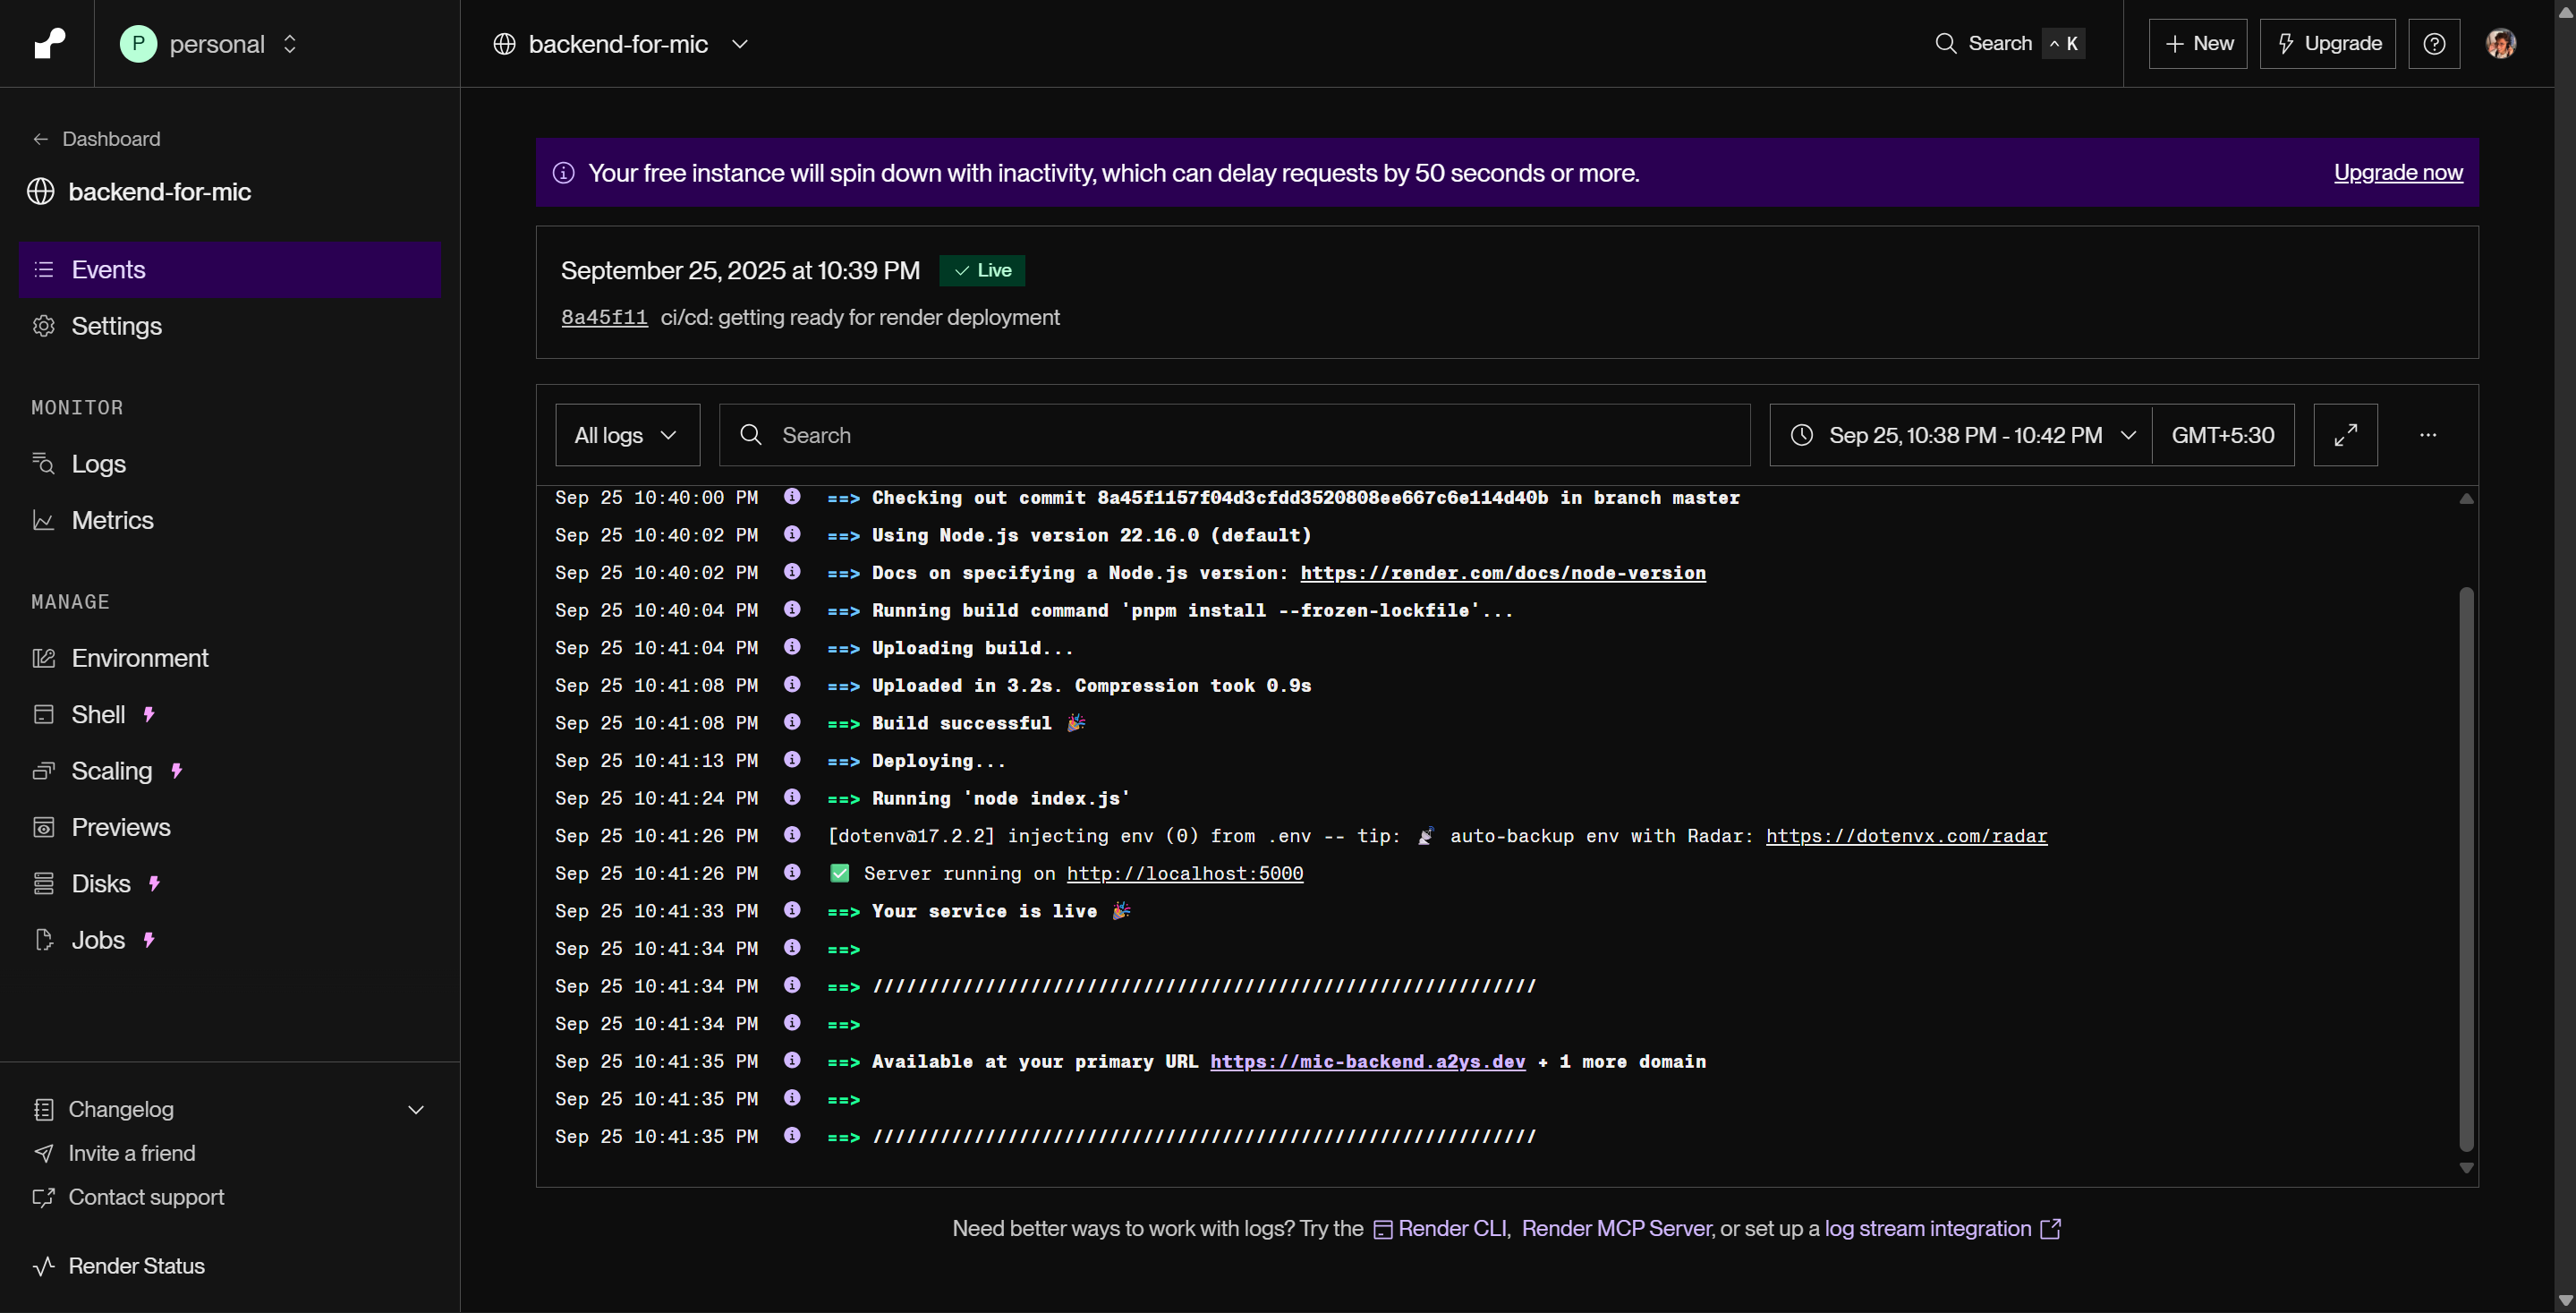 P personal
backend-for-mic
Search ^ K
+ New
Upgrade
← Dashboard
backend-for-mic
Events
Settings
MONITOR
Logs
Metrics
MANAGE
Environment
Shell
Scaling
Previews
Disks
Jobs
Changelog
Invite a friend
Contact support
Render Status
Your free instance will spin down with inactivity, which can delay requests by 50 seconds or more.
Upgrade now
September 25, 2025 at 10:39 PM ✓ Live
8a45f11 ci/cd: getting ready for render deployment
All logs
Search
Sep 25, 10:38 PM - 10:42 PM
GMT+5:30
...
Sep 25 10:40:00 PM ==> Checking out commit 8a45f1157f04d3cfdd3520808ee667c6e114d40b in branch master
Sep 25 10:40:02 PM ==> Using Node.js version 22.16.0 (default)
Sep 25 10:40:02 PM ==> Docs on specifying a Node.js version: https://render.com/docs/node-version
Sep 25 10:40:04 PM ==> Running build command 'pnpm install --frozen-lockfile'...
Sep 25 10:41:04 PM ==> Uploading build...
Sep 25 10:41:08 PM ==> Uploaded in 3.2s. Compression took 0.9s
Sep 25 10:41:08 PM ==> Build successful 🎉
Sep 25 10:41:13 PM ==> Deploying...
Sep 25 10:41:24 PM ==> Running 'node index.js'
Sep 25 10:41:26 PM [dotenv@17.2.2] injecting env (0) from .env -- tip: 📡 auto-backup env with Radar: https://dotenvx.com/radar
Sep 25 10:41:26 PM ✅ Server running on http://localhost:5000
Sep 25 10:41:33 PM ==> Your service is live 🎉
Sep 25 10:41:34 PM ==>
Sep 25 10:41:34 PM ==> ///////////////////////////////////////////////////////////
Sep 25 10:41:34 PM ==>
Sep 25 10:41:35 PM ==> Available at your primary URL https://mic-backend.a2ys.dev + 1 more domain
Sep 25 10:41:35 PM ==>
Sep 25 10:41:35 PM ==> ///////////////////////////////////////////////////////////
Need better ways to work with logs? Try the Render CLI, Render MCP Server, or set up a log stream integration